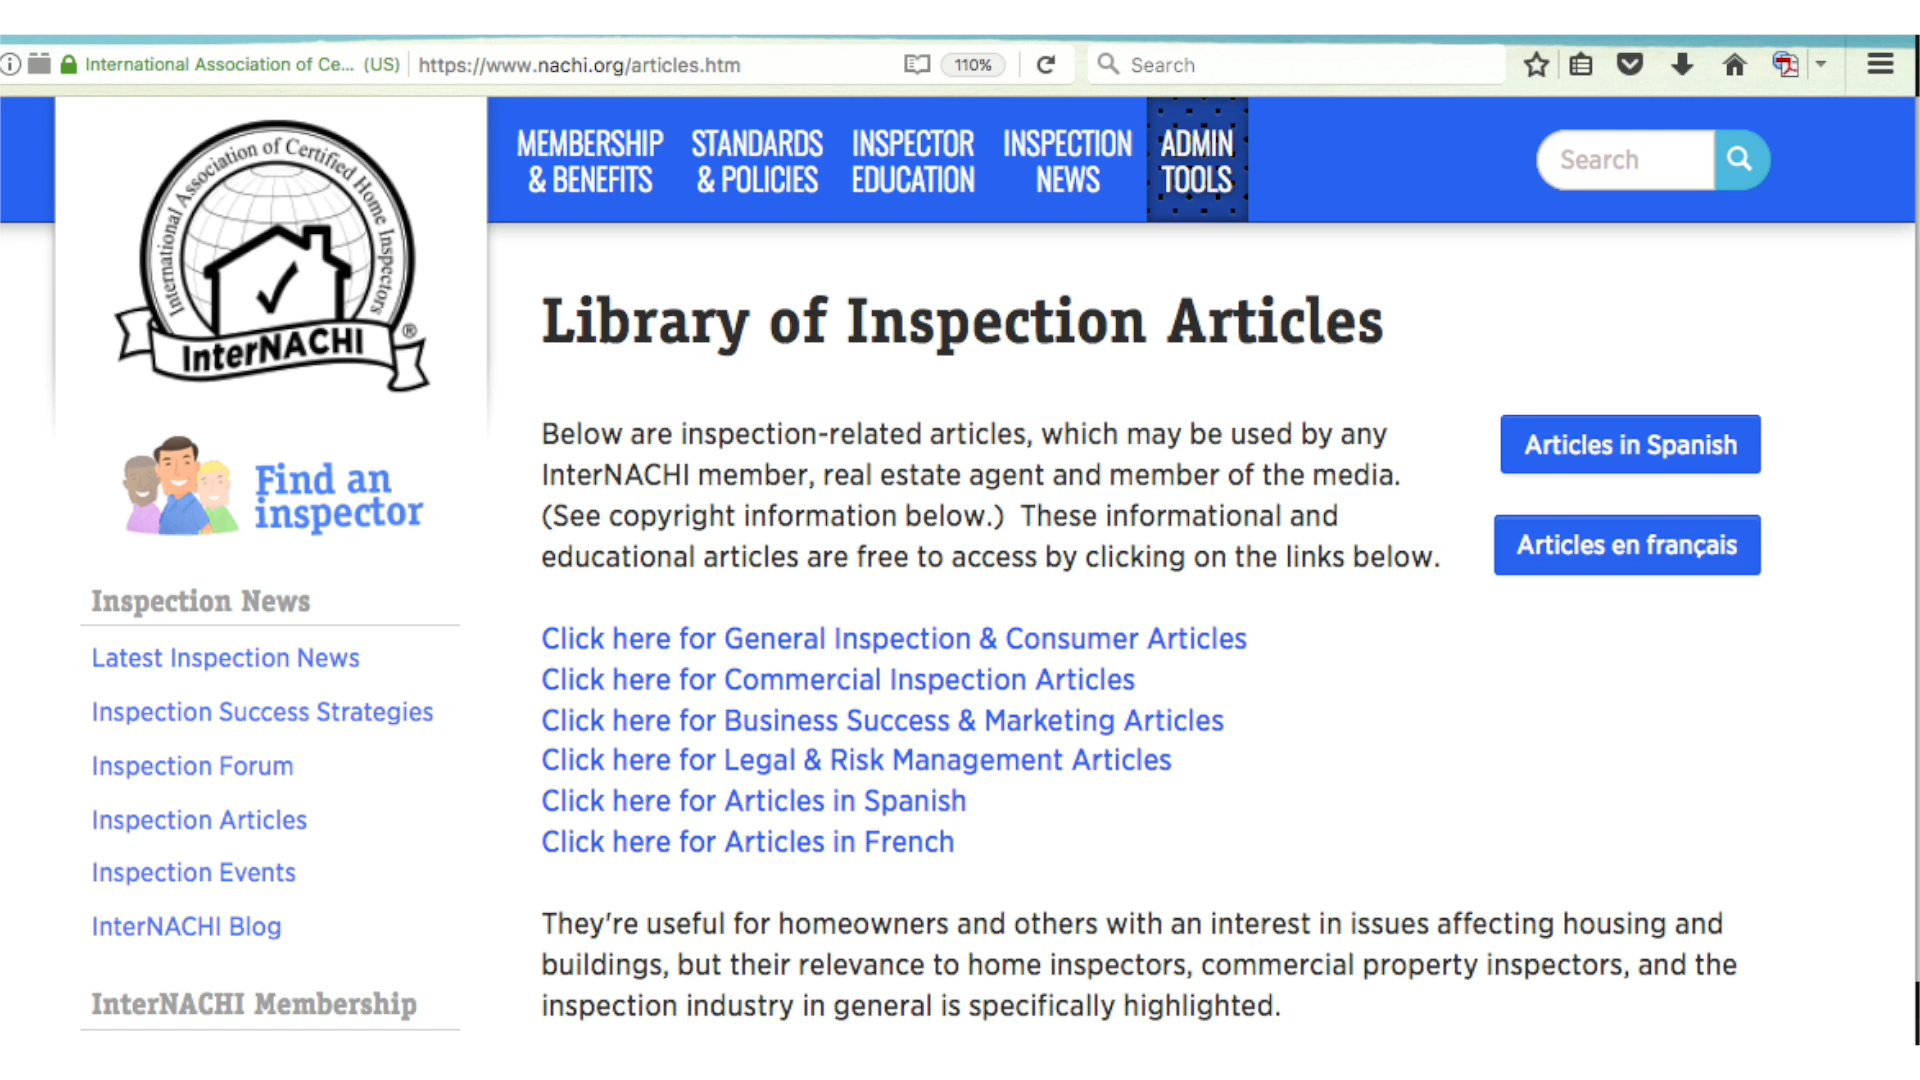 International Association of Ce... (US)
https://www.nachi.org/articles.htm
110%
Search
International Association of Certified Home Inspectors
InterNACHI
®
MEMBERSHIP
& BENEFITS
STANDARDS
& POLICIES
INSPECTOR
EDUCATION
INSPECTION
NEWS
ADMIN
TOOLS
Search
Find an
inspector
Inspection News
Latest Inspection News
Inspection Success Strategies
Inspection Forum
Inspection Articles
Inspection Events
InterNACHI Blog
InterNACHI Membership
Library of Inspection Articles
Below are inspection-related articles, which may be used by any
InterNACHI member, real estate agent and member of the media.
(See copyright information below.) These informational and
educational articles are free to access by clicking on the links below.
Articles in Spanish
Articles en français
Click here for General Inspection & Consumer Articles
Click here for Commercial Inspection Articles
Click here for Business Success & Marketing Articles
Click here for Legal & Risk Management Articles
Click here for Articles in Spanish
Click here for Articles in French
They're useful for homeowners and others with an interest in issues affecting housing and
buildings, but their relevance to home inspectors, commercial property inspectors, and the
inspection industry in general is specifically highlighted.